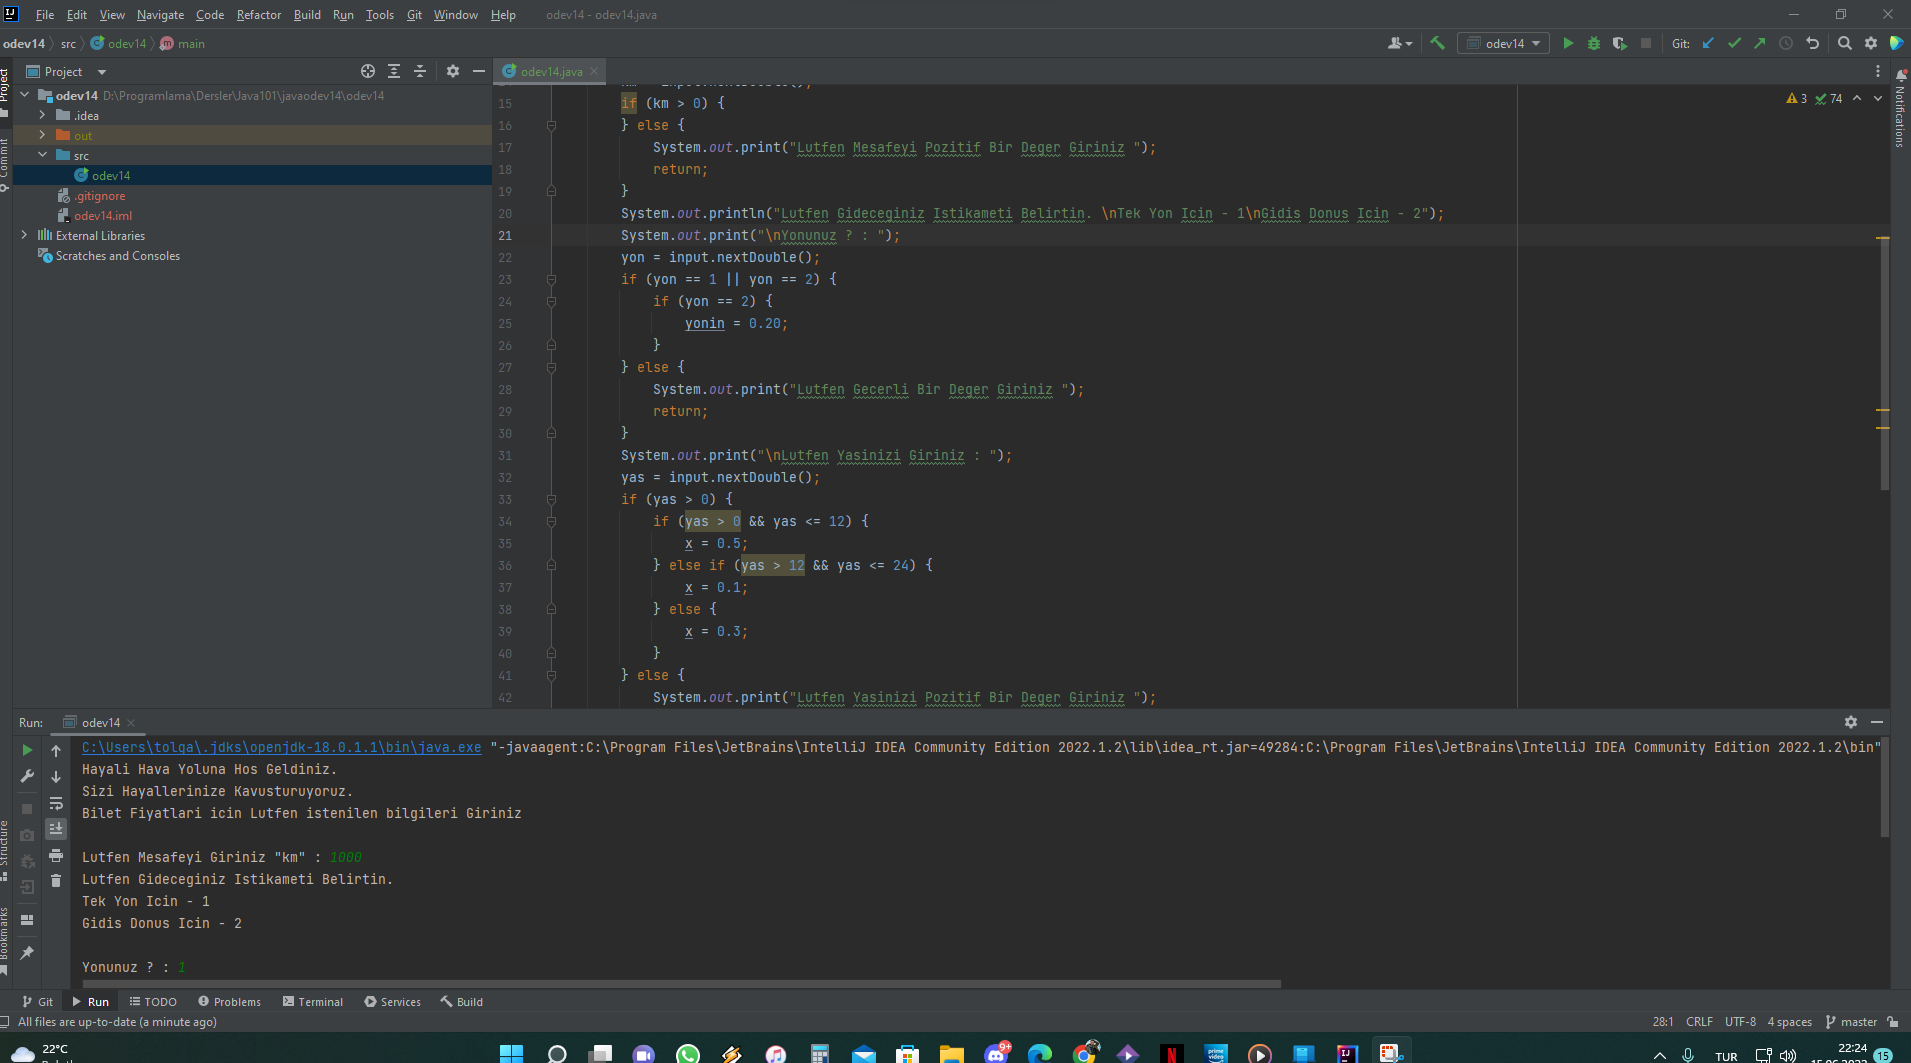 File Edit View Navigate Code Refactor Build Run Tools Git Window Help odev14 - odev14.java
odev14 src odev14 main
odev14 Git:
Project
odev14.java
odev14 D:\Programlama\Dersler\Java101\javaodev14\odev14
.idea
out
src
odev14
.gitignore
odev14.iml
External Libraries
Scratches and Consoles
3 74
15 if (km > 0) {
16 } else {
17 System.out.print("Lutfen Mesafeyi Pozitif Bir Deger Giriniz ");
18 return;
19 }
20 System.out.println("Lutfen Gideceginiz Istikameti Belirtin. \nTek Yon Icin - 1\nGidis Donus Icin - 2");
21 System.out.print("\nYonunuz ? : ");
22 yon = input.nextDouble();
23 if (yon == 1 || yon == 2) {
24 if (yon == 2) {
25 yonin = 0.20;
26 }
27 } else {
28 System.out.print("Lutfen Gecerli Bir Deger Giriniz ");
29 return;
30 }
31 System.out.print("\nLutfen Yasinizi Giriniz : ");
32 yas = input.nextDouble();
33 if (yas > 0) {
34 if (yas > 0 && yas <= 12) {
35 x = 0.5;
36 } else if (yas > 12 && yas <= 24) {
37 x = 0.1;
38 } else {
39 x = 0.3;
40 }
41 } else {
42 System.out.print("Lutfen Yasinizi Pozitif Bir Deger Giriniz ");
Project
Commit
Structure
Bookmarks
Notifications
Run: odev14
C:\Users\tolga\.jdks\openjdk-18.0.1.1\bin\java.exe "-javaagent:C:\Program Files\JetBrains\IntelliJ IDEA Community Edition 2022.1.2\lib\idea_rt.jar=49284:C:\Program Files\JetBrains\IntelliJ IDEA Community Edition 2022.1.2\bin"
Hayali Hava Yoluna Hos Geldiniz.
Sizi Hayallerinize Kavusturuyoruz.
Bilet Fiyatlari icin Lutfen istenilen bilgileri Giriniz
Lutfen Mesafeyi Giriniz "km" : 1000
Lutfen Gideceginiz Istikameti Belirtin.
Tek Yon Icin - 1
Gidis Donus Icin - 2
Yonunuz ? : 1
Git Run TODO Problems Terminal Services Build
All files are up-to-date (a minute ago)
28:1 CRLF UTF-8 4 spaces master
22°C
9+
TUR
22:24
15